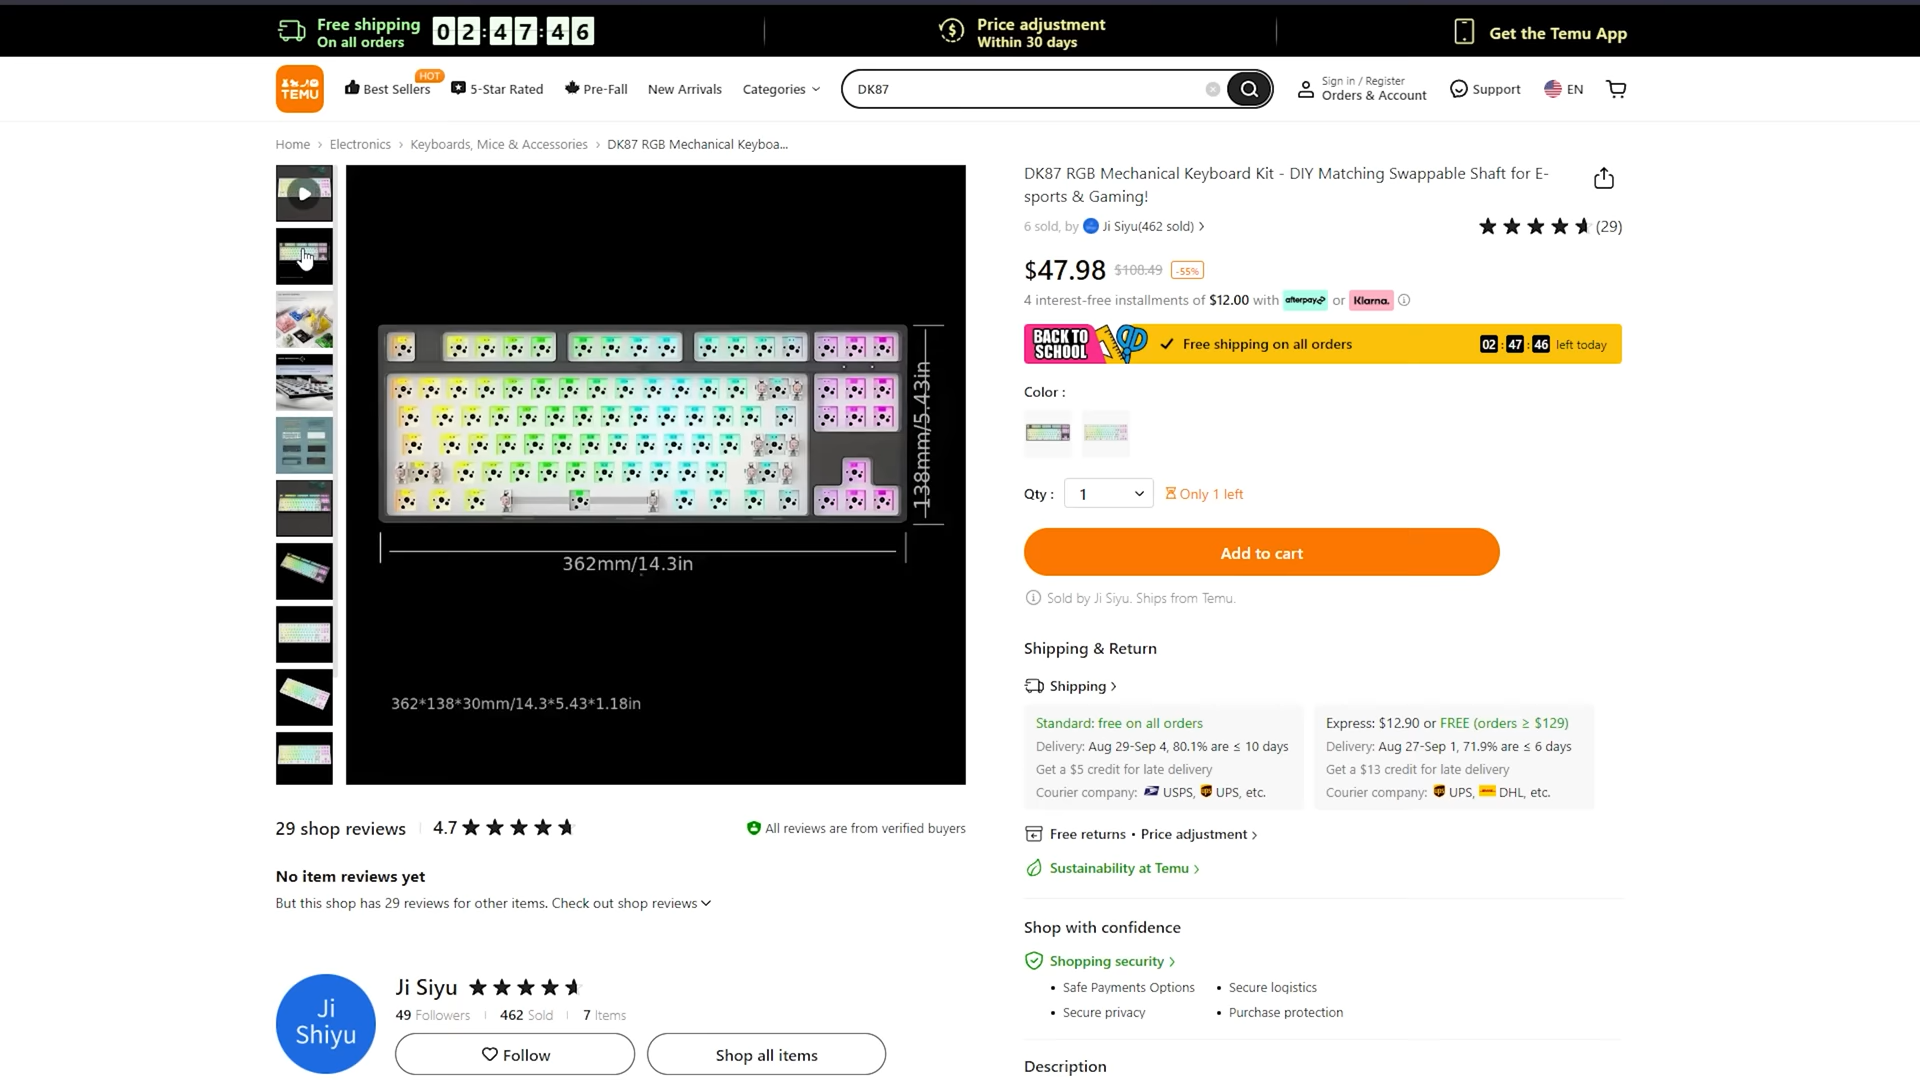 Free shipping
On all orders
02:47:46
Price adjustment
Within 30 days
Get the Temu App
TEMU
Best Sellers
HOT
5-Star Rated
Pre-Fall
New Arrivals
Categories
DK87
Sign in / Register
Orders & Account
Support
EN
Home › Electronics › Keyboards, Mice & Accessories › DK87 RGB Mechanical Keyboa...
138mm/5.43in
362mm/14.3in
362*138*30mm/14.3*5.43*1.18in
DK87 RGB Mechanical Keyboard Kit - DIY Matching Swappable Shaft for E-
sports & Gaming!
6 sold, by Ji Siyu(462 sold) ›
(29)
$47.98 $108.49 -55%
4 interest-free installments of $12.00 with afterpay or Klarna.
BACK TO
SCHOOL
Free shipping on all orders
02:47:46 left today
Color :
Qty : 1 Only 1 left
Add to cart
Sold by Ji Siyu. Ships from Temu.
Shipping & Return
Shipping ›
Standard: free on all orders
Delivery: Aug 29-Sep 4, 80.1% are ≤ 10 days
Get a $5 credit for late delivery
Courier company: USPS, UPS, etc.
Express: $12.90 or FREE (orders ≥ $129)
Delivery: Aug 27-Sep 1, 71.9% are ≤ 6 days
Get a $13 credit for late delivery
Courier company: UPS, DHL, etc.
Free returns • Price adjustment ›
Sustainability at Temu ›
Shop with confidence
Shopping security ›
• Safe Payments Options
• Secure logistics
• Secure privacy
• Purchase protection
Description
29 shop reviews 4.7
All reviews are from verified buyers
No item reviews yet
But this shop has 29 reviews for other items. Check out shop reviews
Ji
Shiyu
Ji Siyu
49 Followers 462 Sold 7 Items
Follow
Shop all items